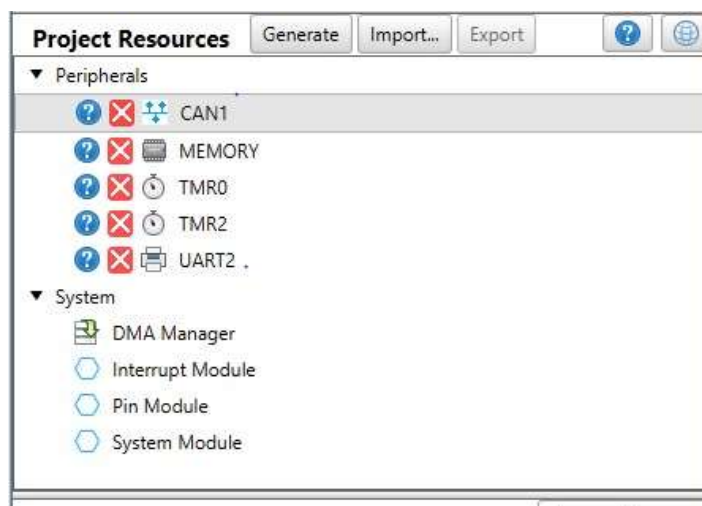 Project Resources Generate Import... Export
Peripherals
CAN1
MEMORY
TMR0
TMR2
UART2
System
DMA Manager
Interrupt Module
Pin Module
System Module